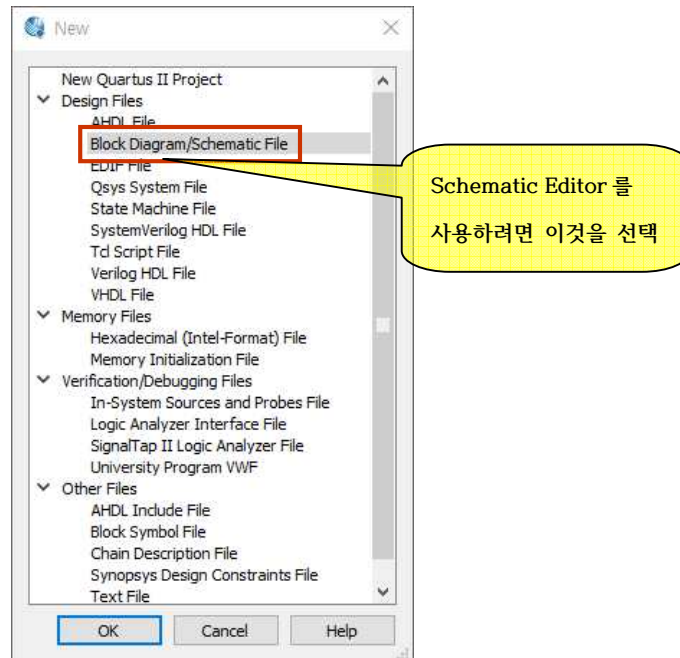 New
New Quartus II Project
Design Files
AHDL File
Block Diagram/Schematic File
EDIF File
Qsys System File
State Machine File
SystemVerilog HDL File
Tcl Script File
Verilog HDL File
VHDL File
Memory Files
Hexadecimal (Intel-Format) File
Memory Initialization File
Verification/Debugging Files
In-System Sources and Probes File
Logic Analyzer Interface File
SignalTap II Logic Analyzer File
University Program VWF
Other Files
AHDL Include File
Block Symbol File
Chain Description File
Synopsys Design Constraints File
Text File
OK Cancel Help
Schematic Editor 를
사용하려면 이것을 선택